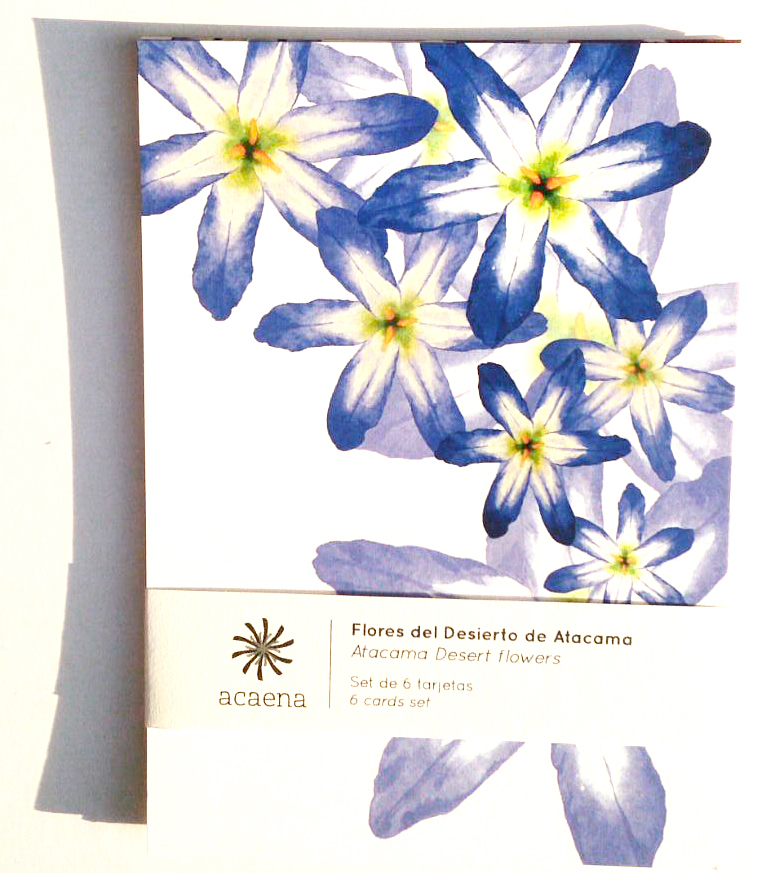 acaena
Flores del Desierto de Atacama
Atacama Desert flowers
Set de 6 tarjetas
6 cards set